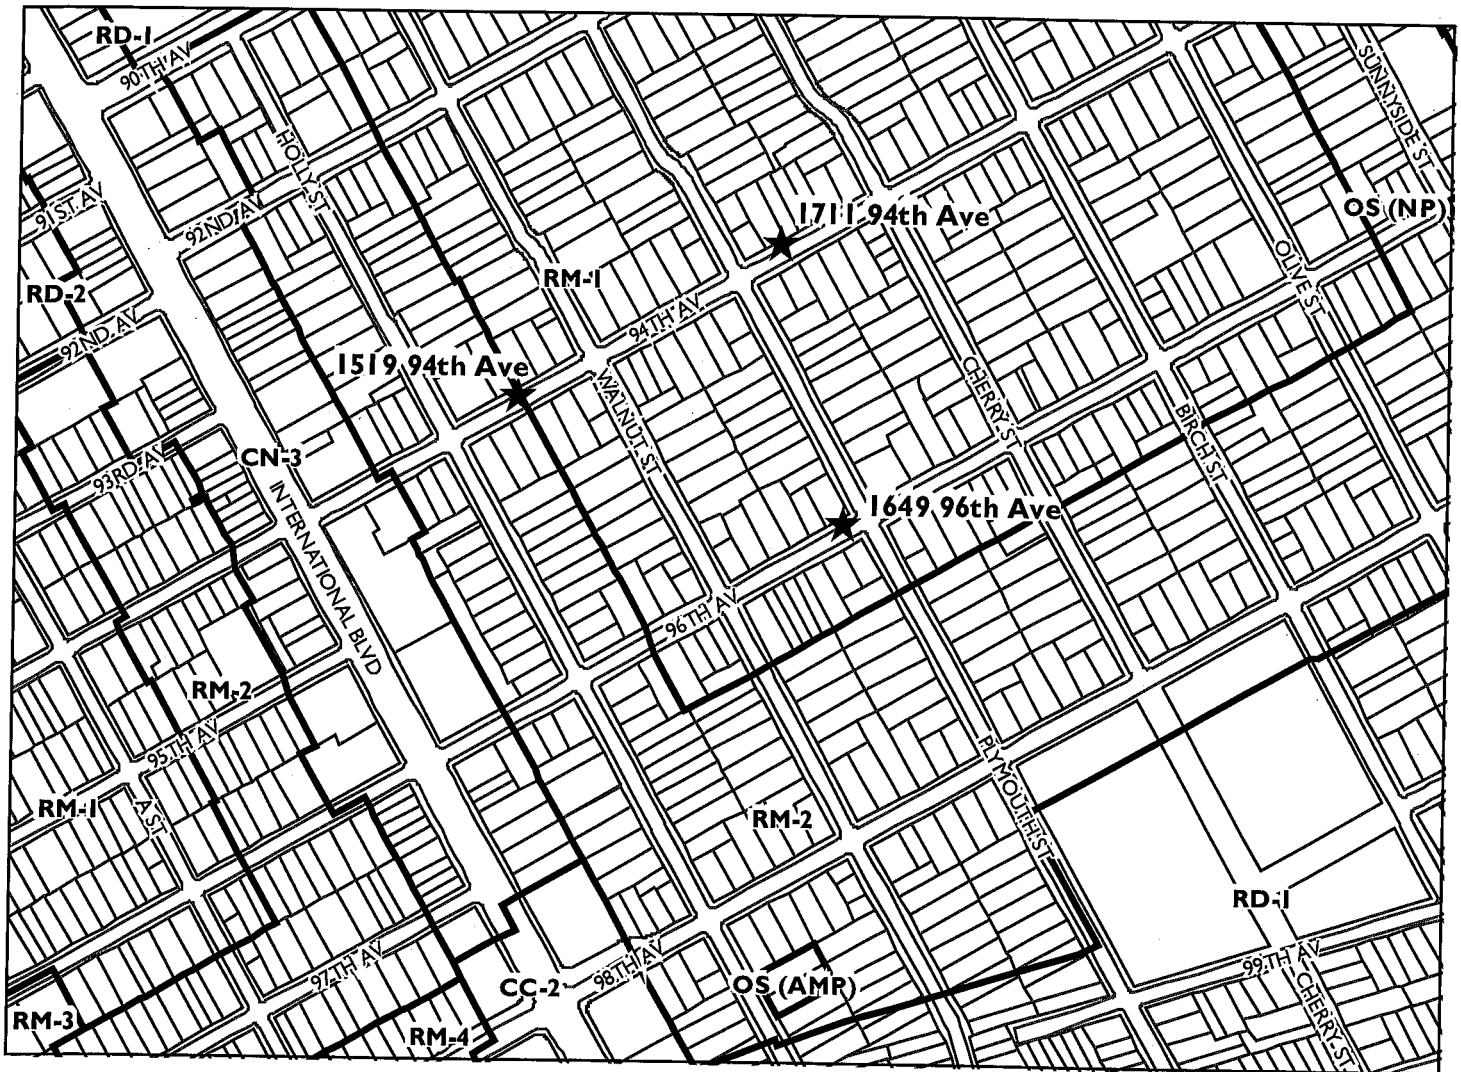 RD-1
90TH AV
SUNNYSIDE ST
HOLLY ST
91ST AV
92ND AV
1711 94th Ave
OS (NP)
RD-2
RM-1
OLIVE ST
92ND AV
94TH AV
1519 94th Ave
WALNUT ST
CHERRY ST
BIRCH ST
CN-3
93RD AV
INTERNATIONAL BLVD
1649 96th Ave
96TH AV
RM-2
95TH AV
PLYMOUTH ST
RM-1
A ST
RM-2
RD-1
97TH AV
98TH AV
99TH AV
CC-2
OS (AMP)
RM-3
RM-4
CHERRY ST